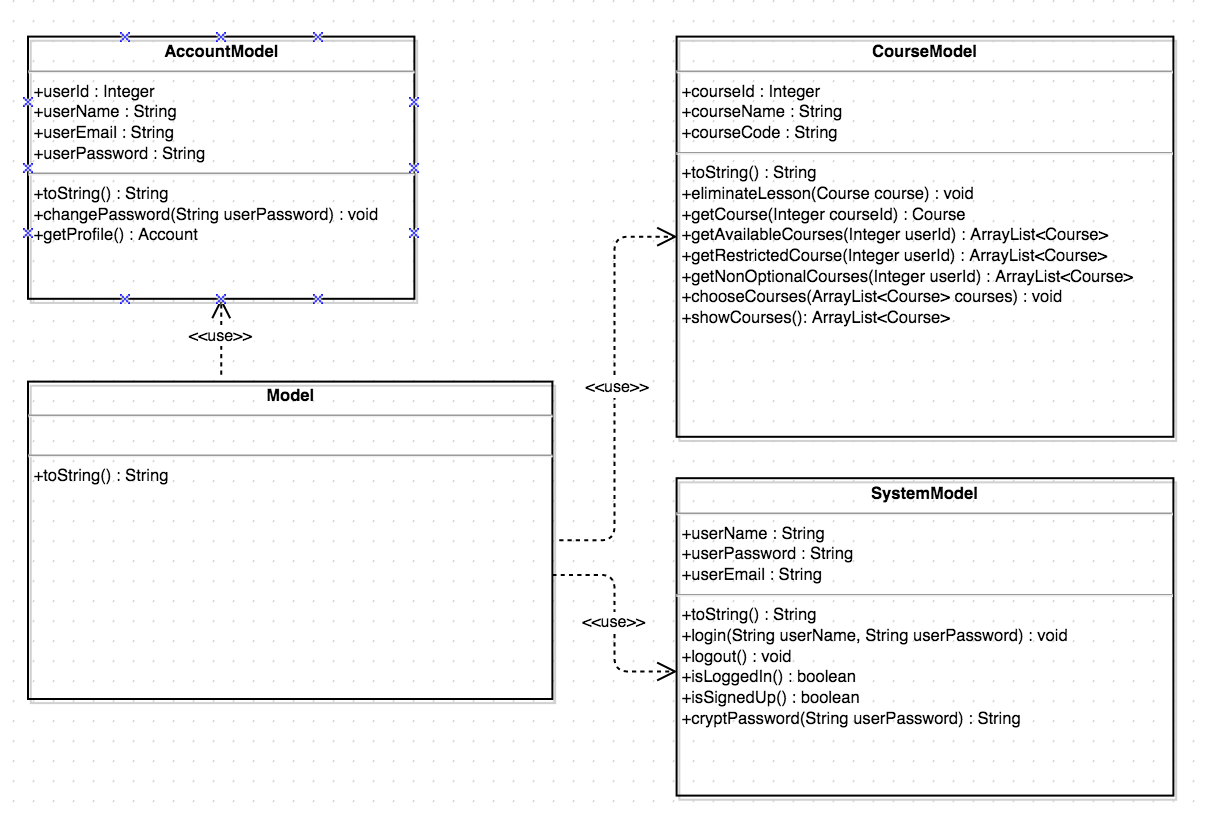 AccountModel
+userId : Integer
+userName : String
+userEmail : String
+userPassword : String
+toString() : String
+changePassword(String userPassword) : void
+getProfile() : Account
<<use>>
Model
+toString() : String
<<use>>
<<use>>
CourseModel
+courseId : Integer
+courseName : String
+courseCode : String
+toString() : String
+eliminateLesson(Course course) : void
+getCourse(Integer courseId) : Course
+getAvailableCourses(Integer userId) : ArrayList<Course>
+getRestrictedCourse(Integer userId) : ArrayList<Course>
+getNonOptionalCourses(Integer userId) : ArrayList<Course>
+chooseCourses(ArrayList<Course> courses) : void
+showCourses(): ArrayList<Course>
SystemModel
+userName : String
+userPassword : String
+userEmail : String
+toString() : String
+login(String userName, String userPassword) : void
+logout() : void
+isLoggedIn() : boolean
+isSignedUp() : boolean
+cryptPassword(String userPassword) : String